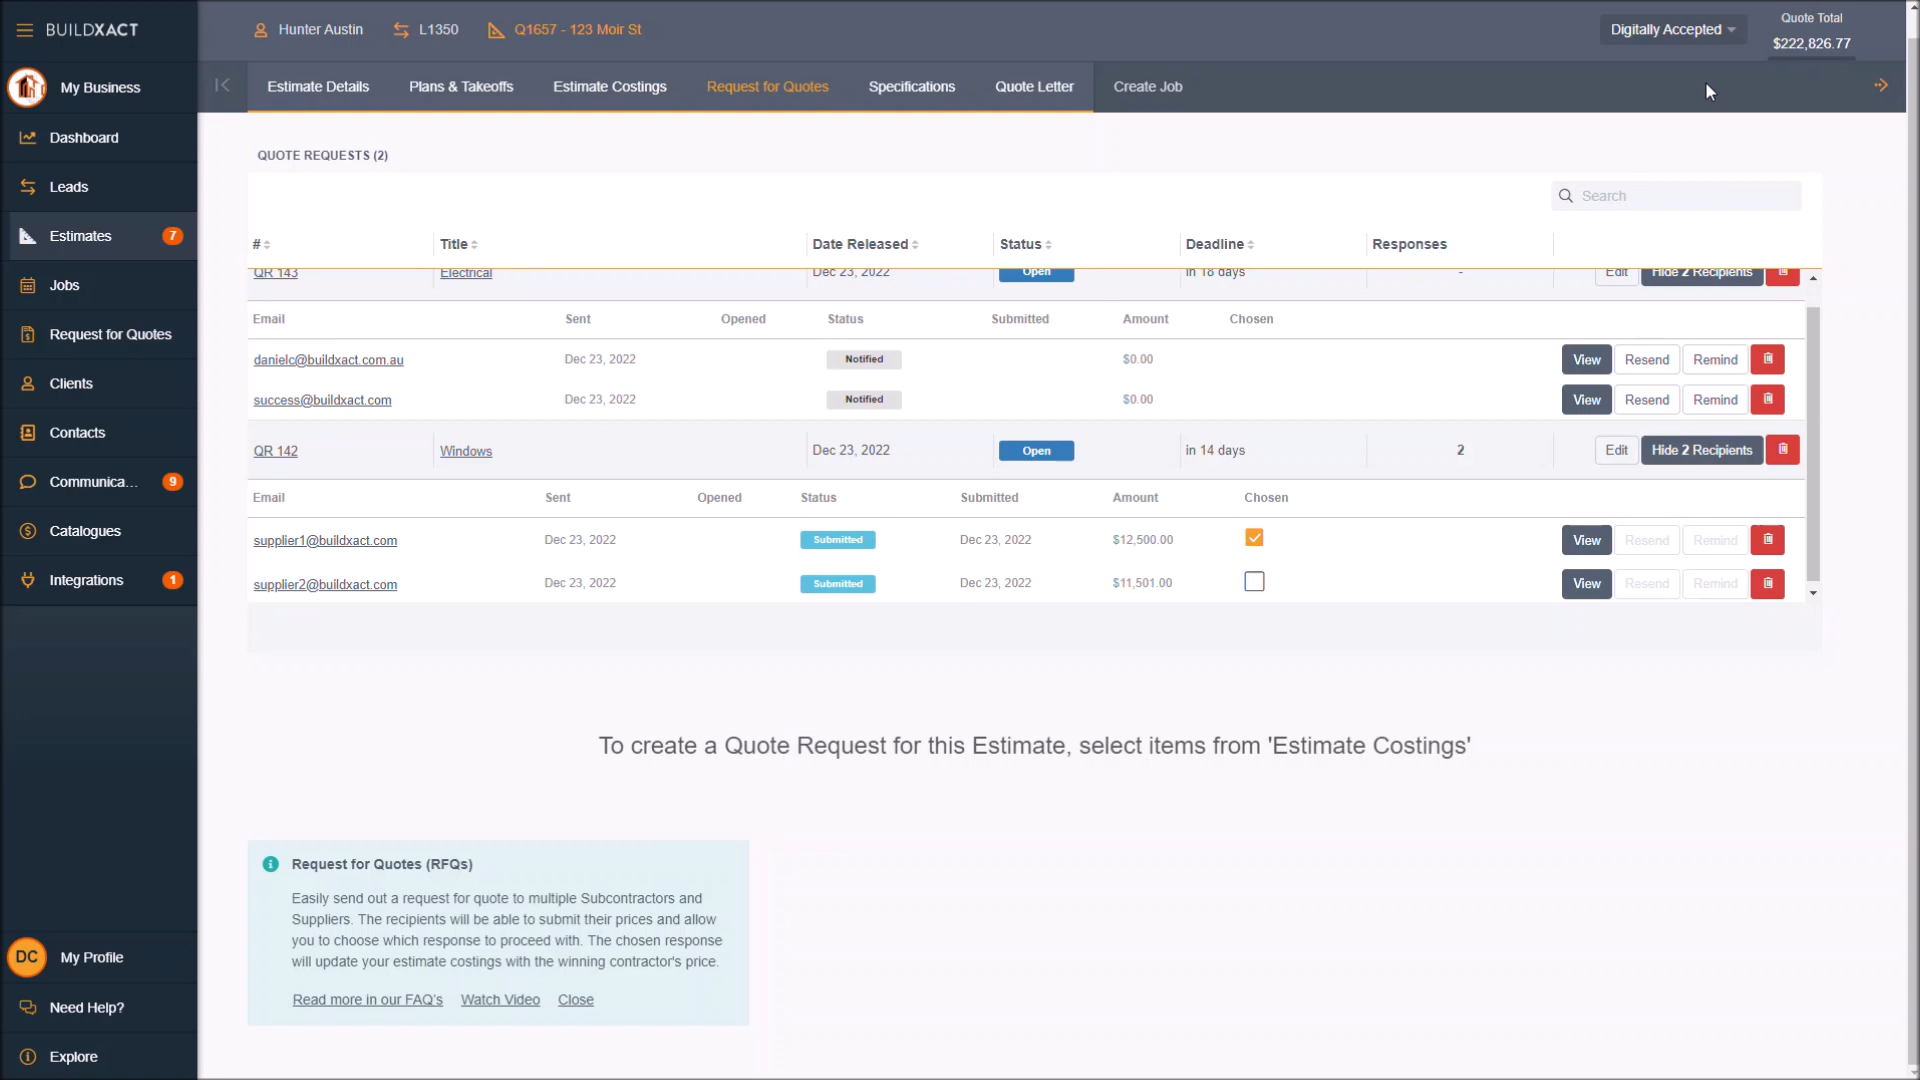 BUILDXACT
Hunter Austin
L1350
Q1657 - 123 Moir St
Digitally Accepted
Quote Total
$222,826.77
My Business
Dashboard
Leads
Estimates 7
Jobs
Request for Quotes
Clients
Contacts
Communica... 9
Catalogues
Integrations 1
DC My Profile
Need Help?
Explore
Estimate Details Plans & Takeoffs Estimate Costings Request for Quotes Specifications Quote Letter Create Job
QUOTE REQUESTS (2)
Search
# Title Date Released Status Deadline Responses
QR 143 Electrical Dec 23, 2022 Open in 18 days - Edit Hide 2 Recipients
Email Sent Opened Status Submitted Amount Chosen
danielc@buildxact.com.au Dec 23, 2022 Notified $0.00 View Resend Remind
success@buildxact.com Dec 23, 2022 Notified $0.00 View Resend Remind
QR 142 Windows Dec 23, 2022 Open in 14 days 2 Edit Hide 2 Recipients
Email Sent Opened Status Submitted Amount Chosen
supplier1@buildxact.com Dec 23, 2022 Submitted Dec 23, 2022 $12,500.00 View Resend Remind
supplier2@buildxact.com Dec 23, 2022 Submitted Dec 23, 2022 $11,501.00 View Resend Remind
To create a Quote Request for this Estimate, select items from 'Estimate Costings'
Request for Quotes (RFQs)
Easily send out a request for quote to multiple Subcontractors and
Suppliers. The recipients will be able to submit their prices and allow
you to choose which response to proceed with. The chosen response
will update your estimate costings with the winning contractor's price.
Read more in our FAQ's Watch Video Close